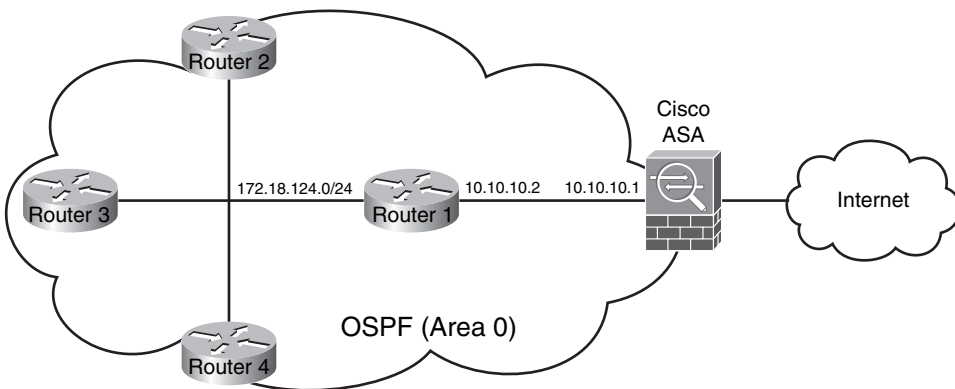 Router 2
Cisco
ASA
172.18.124.0/24
10.10.10.2
10.10.10.1
Router 3
Router 1
Internet
OSPF (Area 0)
Router 4